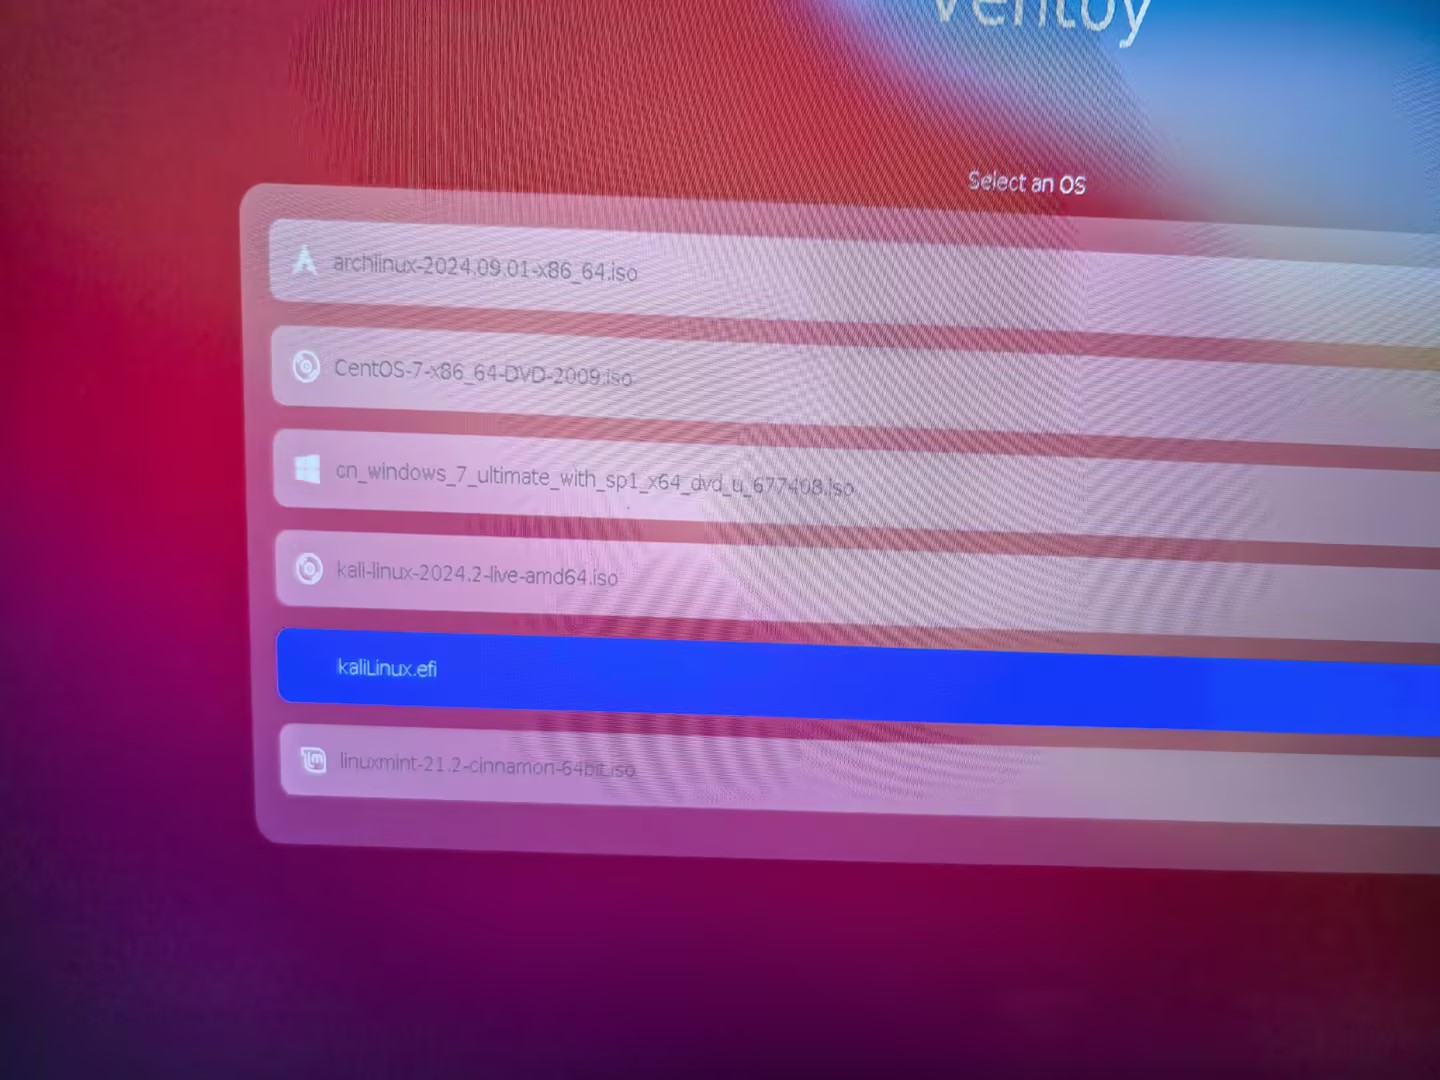 Ventoy
Select an OS
archlinux-2024.09.01-x86_64.iso
CentOS-7-x86_64-DVD-2009.iso
cn_windows_7_ultimate_with_sp1_x64_dvd_u_677408.iso
kali-linux-2024.2-live-amd64.iso
kaliLinux.efi
linuxmint-21.2-cinnamon-64bit.iso